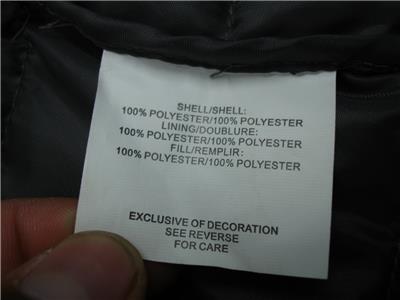 SHELL/SHELL:
100% POLYESTER/100% POLYESTER
LINING/DOUBLURE:
100% POLYESTER/100% POLYESTER
FILL/REMPLIR:
100% POLYESTER/100% POLYESTER
EXCLUSIVE OF DECORATION
SEE REVERSE
FOR CARE